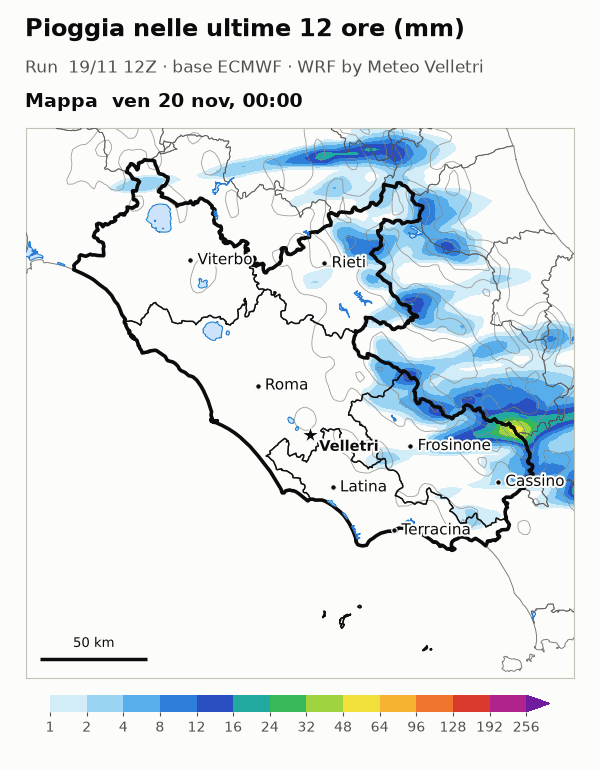 Pioggia nelle ultime 12 ore (mm)
Run  19/11 12Z · base ECMWF · WRF by Meteo Velletri
Mappa  ven 20 nov, 00:00
Viterbo
Rieti
Roma
Velletri
Frosinone
Latina
Cassino
Terracina
50 km
1 2 4 8 12 16 24 32 48 64 96 128 192 256